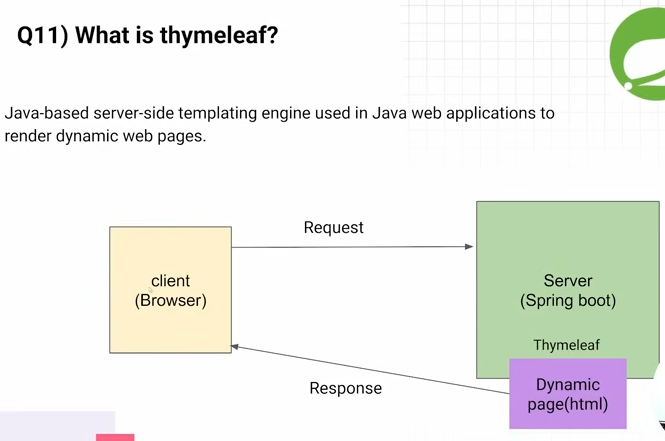 Q11) What is thymeleaf?
Java-based server-side templating engine used in Java web applications to
render dynamic web pages.
Request
client
(Browser)
Server
(Spring boot)
Thymeleaf
Response
Dynamic
page(html)